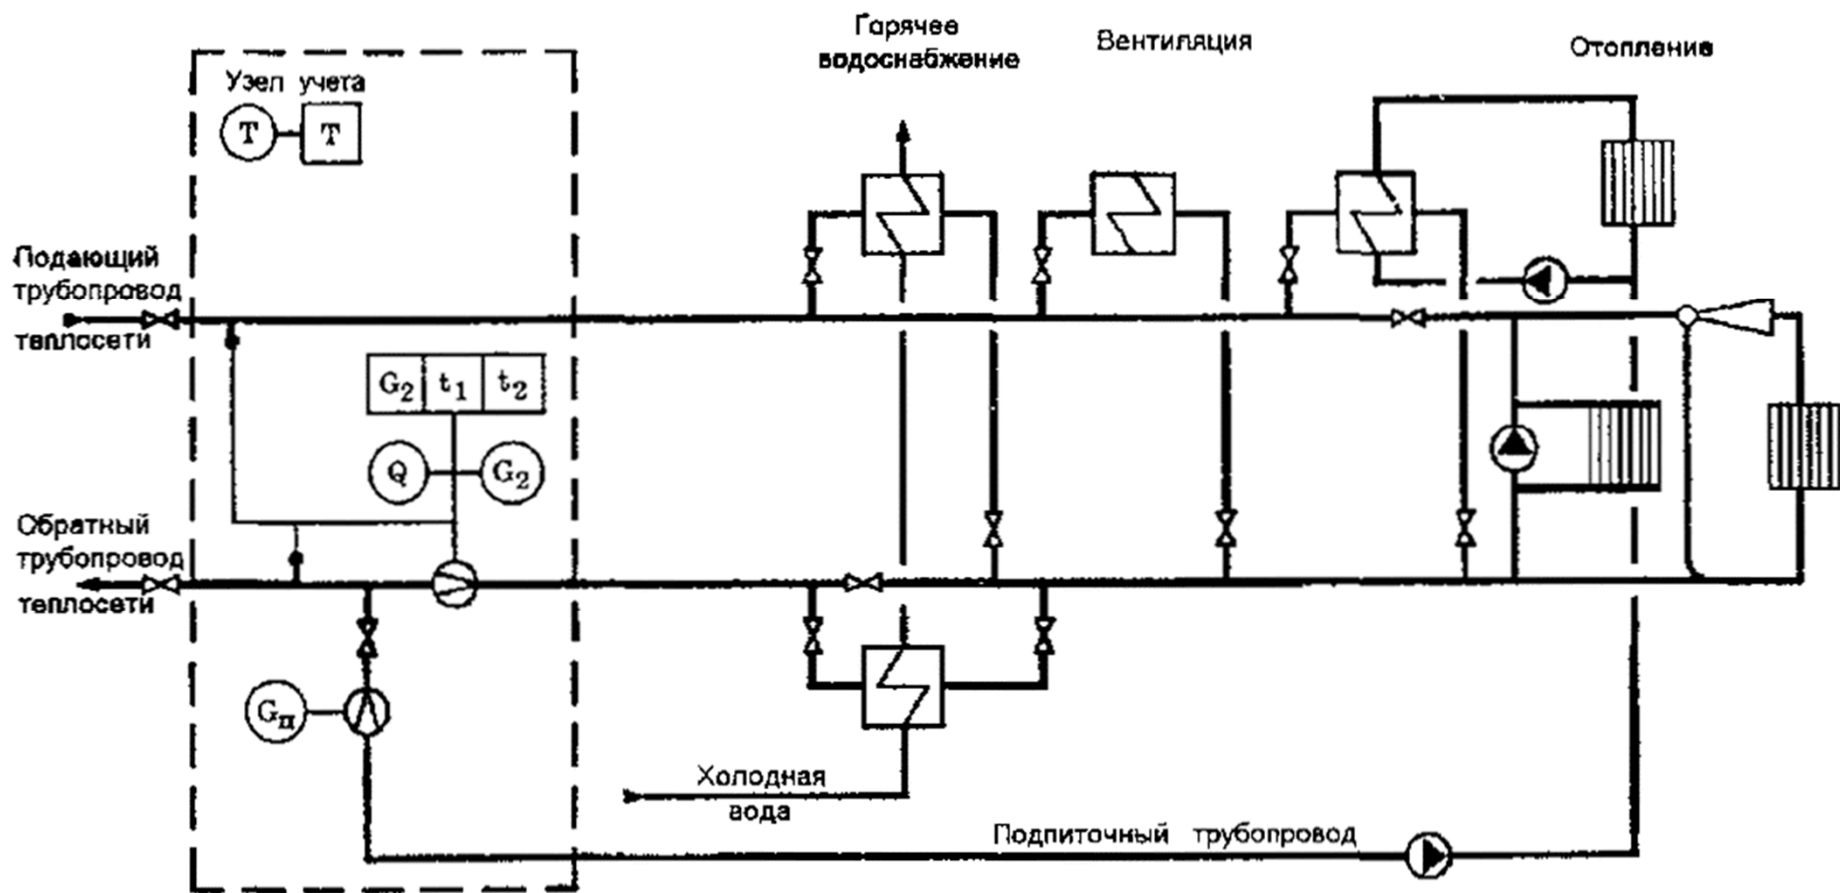 Горячее
водоснабжение
Вентиляция
Отопление
Узел учета
T T
Подающий
трубопровод
теплосети
G2 t1 t2
Q G2
Обратный
трубопровод
теплосети
Gп
Холодная
вода
Подпиточный трубопровод